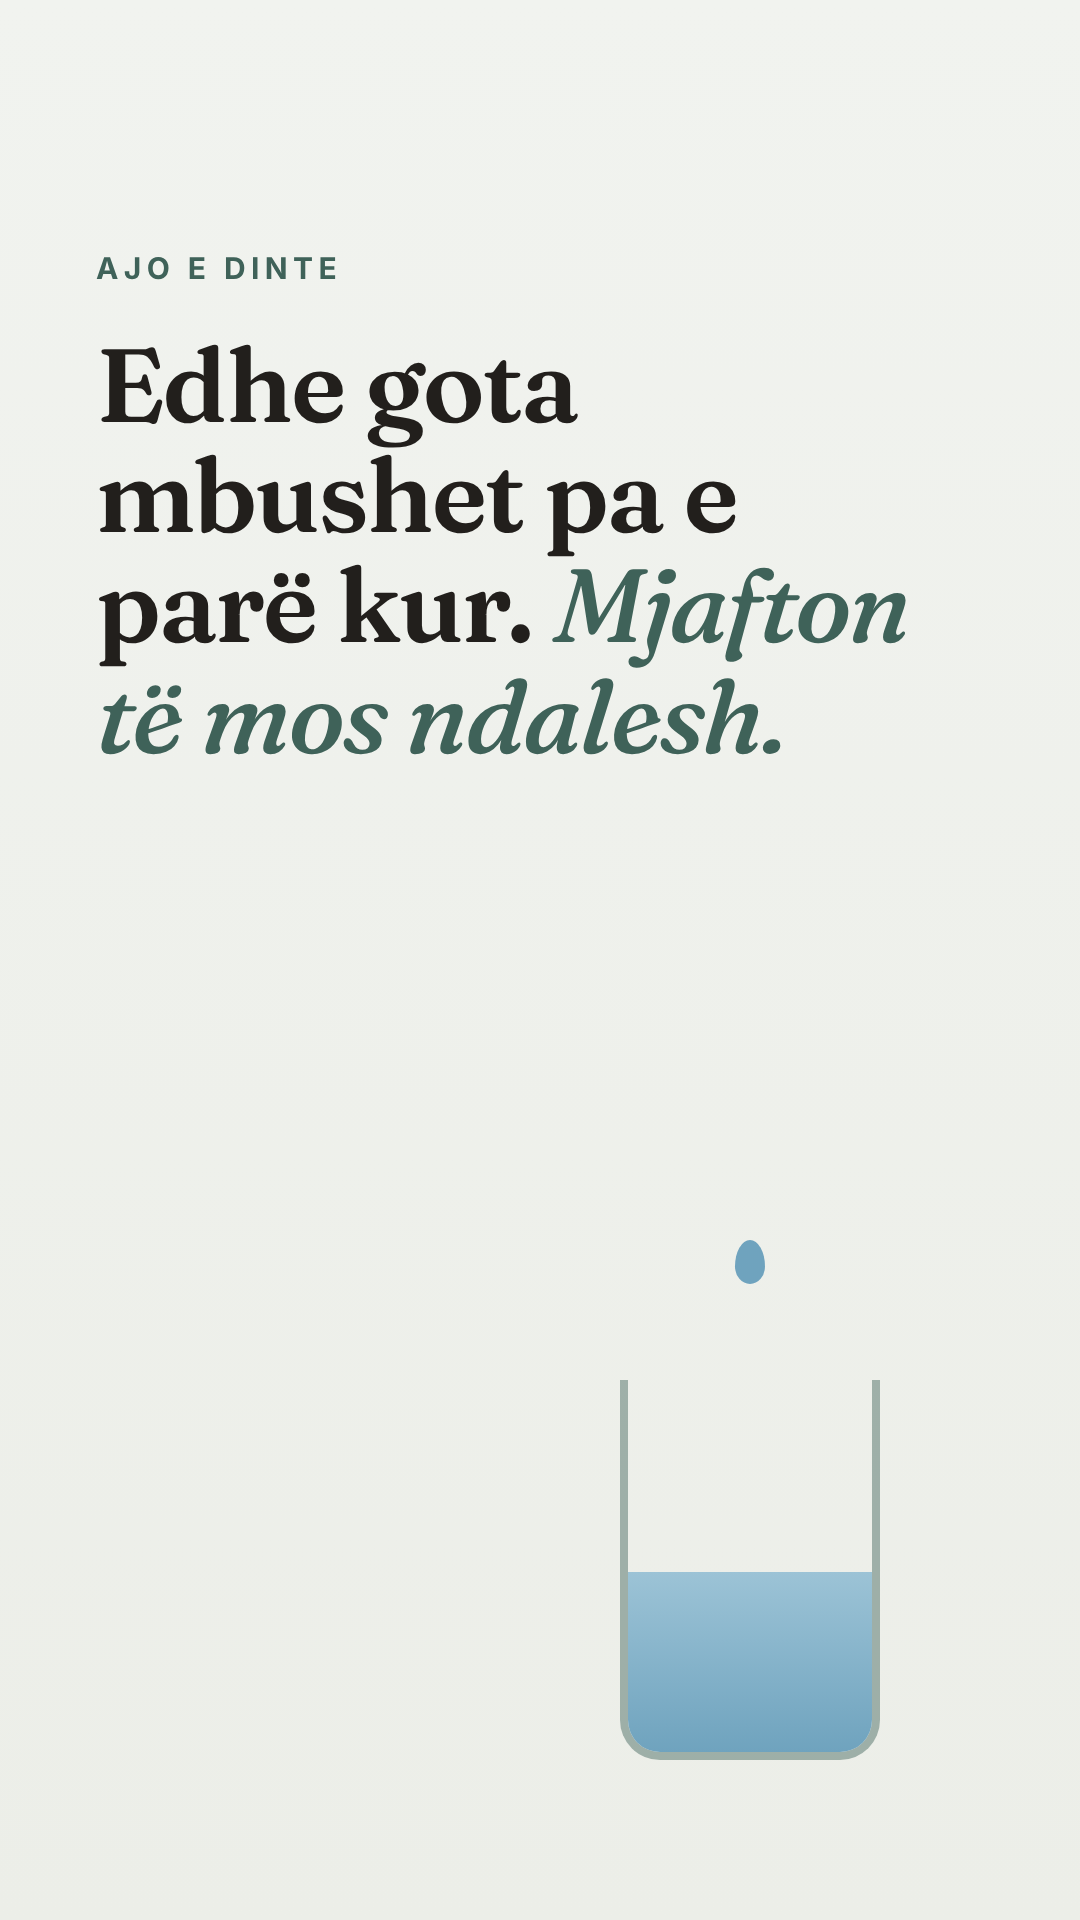 AJO E DINTE
Edhe gota
mbushet pa e
parë kur. Mjafton
të mos ndalesh.